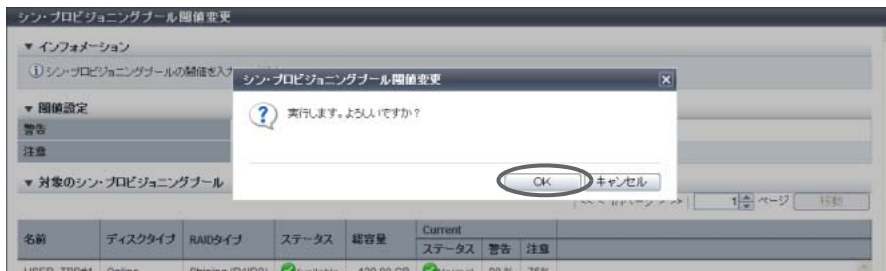 シン・プロビジョニングプール閾値変更
▼ インフォメーション
シン・プロビジョニングプールの閾値を入
シン・プロビジョニングプール閾値変更
実行します。よろしいですか?
OK キャンセル
▼ 閾値設定
警告
注意
▼ 対象のシン・プロビジョニングプール
1 ページ 移動
名前 ディスクタイプ RAIDタイプ ステータス 総容量 Current
ステータス 警告 注意